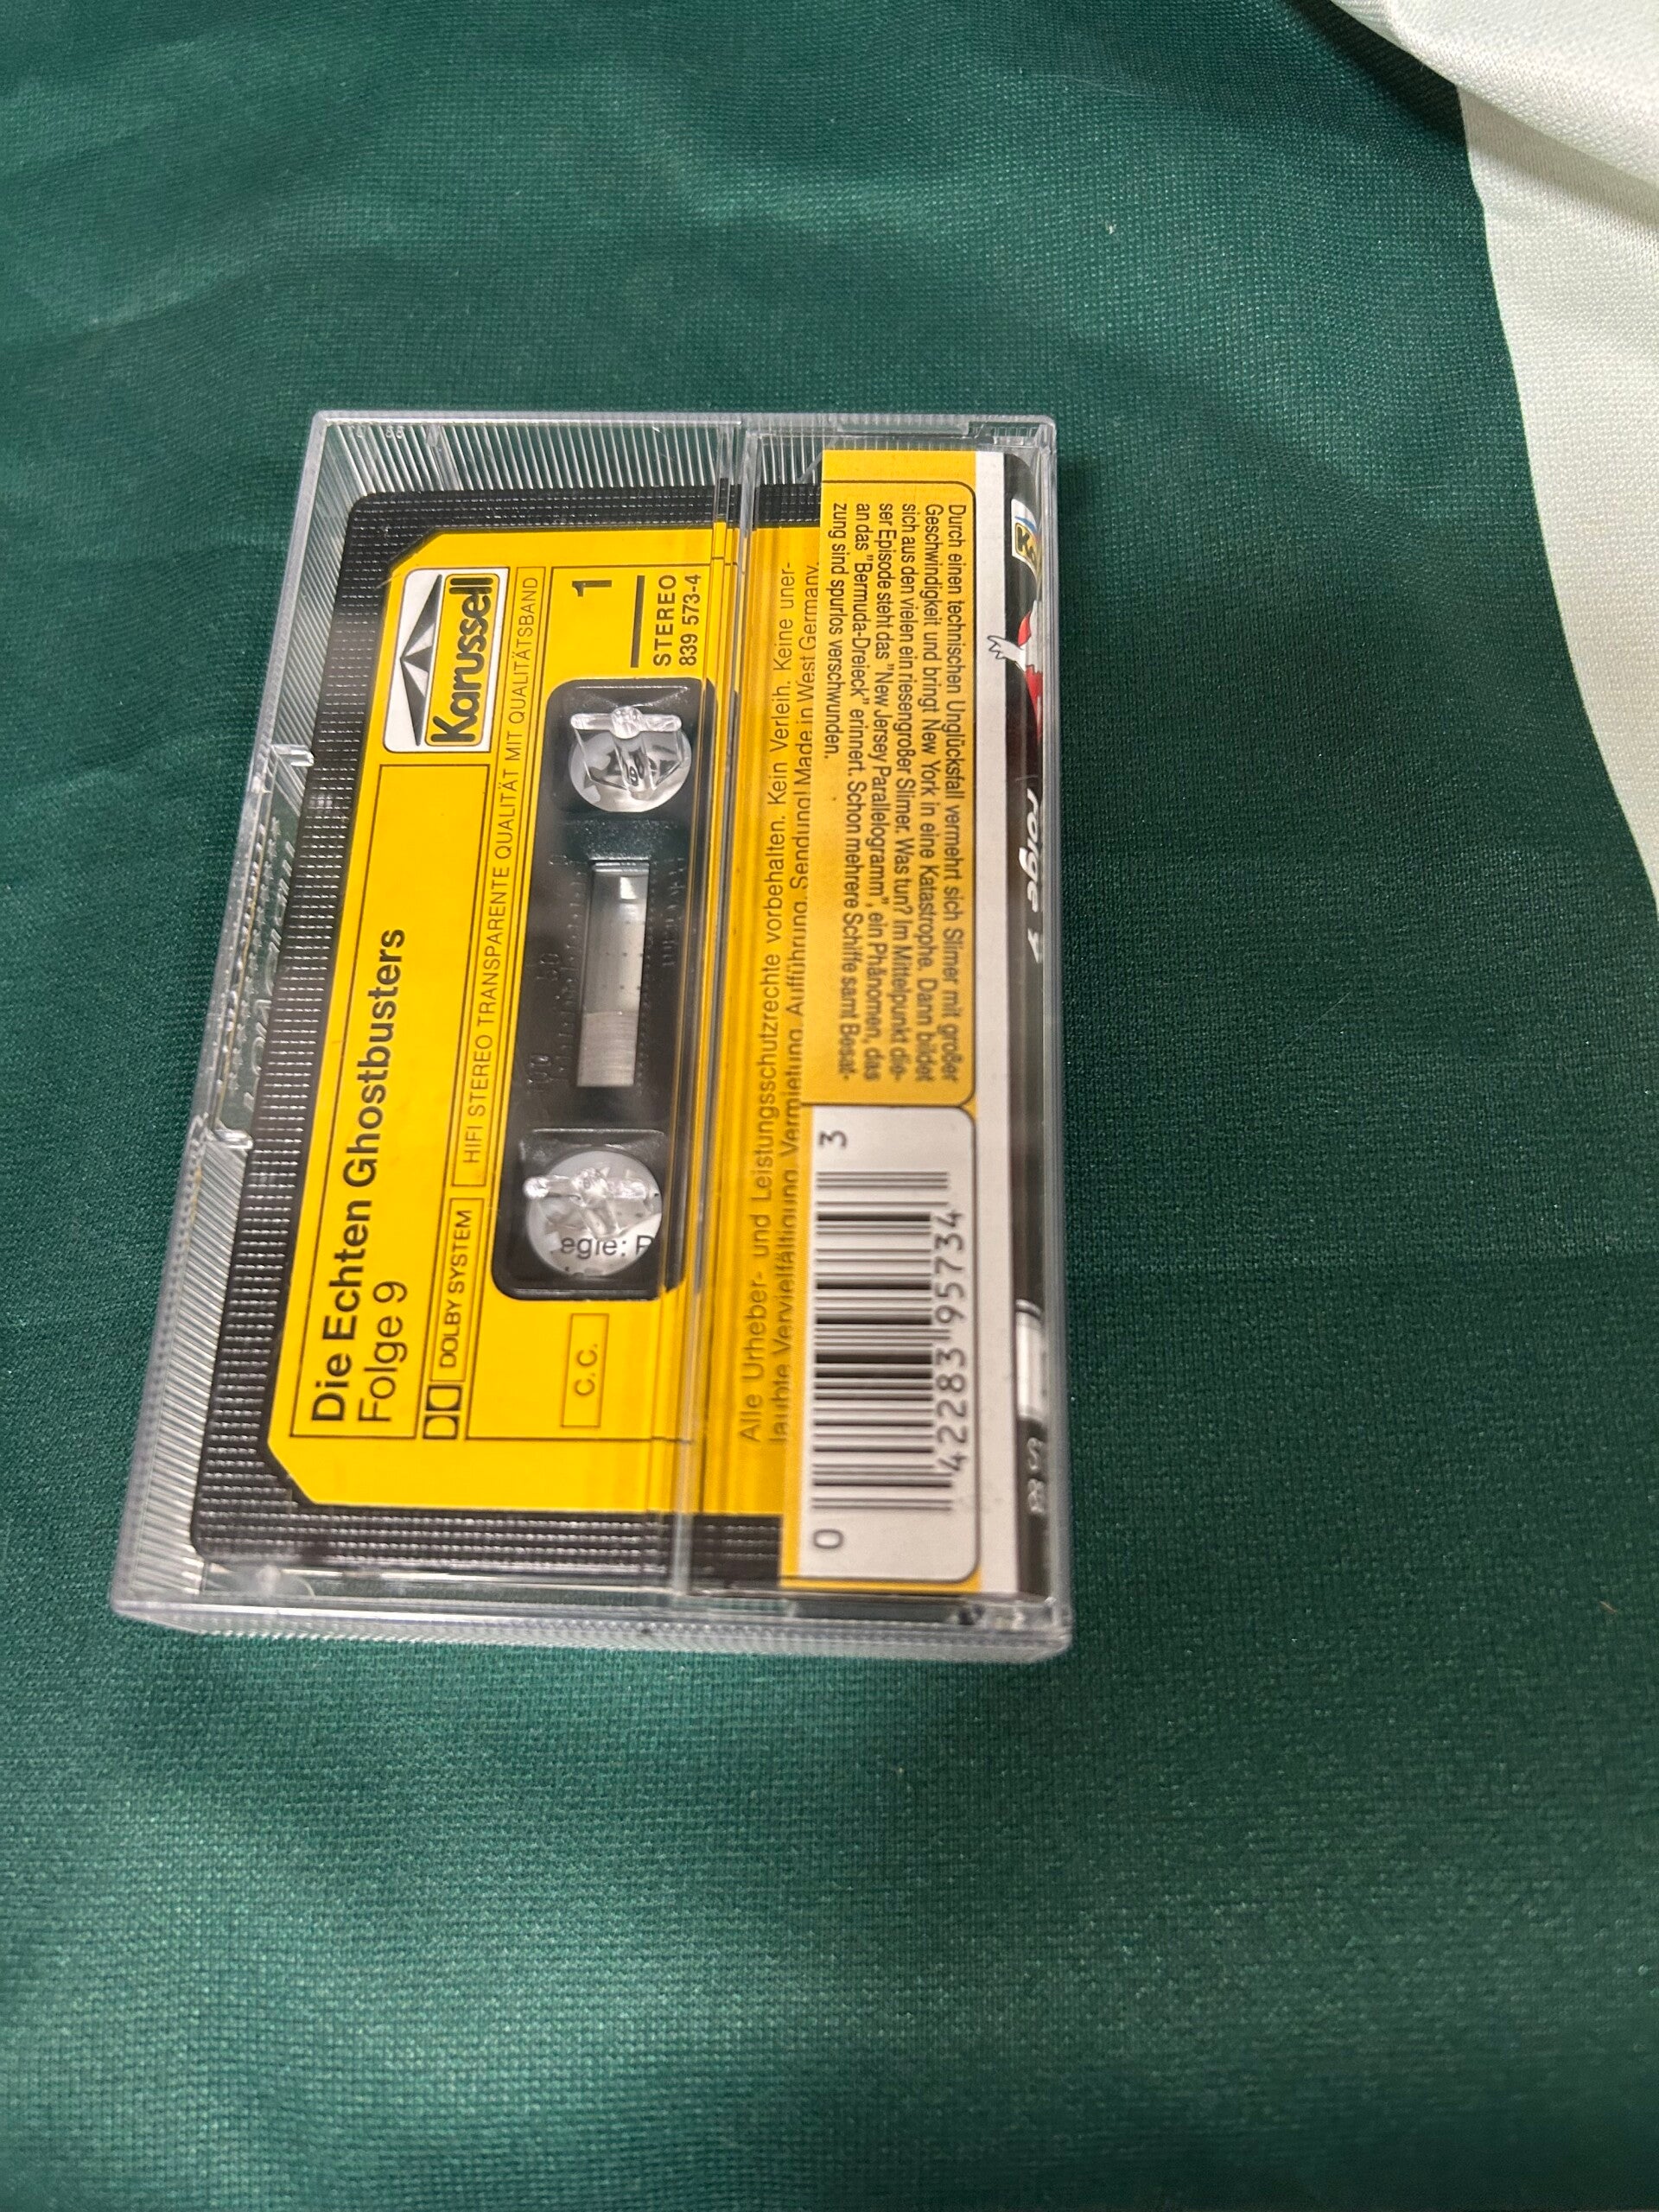 Die Echten Ghostbusters
Folge 9
Karussell
DOLBY SYSTEM
HIFI STEREO TRANSPARENTE QUALITÄT MIT QUALITÄTSBAND
1
STEREO
839 573-4
C.C.
egie:
Alle Urheber- und Leistungsschutzrechte vorbehalten. Kein Verleih. Keine uner-
laubte Vervielfältigung, Vermietung, Aufführung, Sendung! Made in West Germany.
Durch einen technischen Unglücksfall vermehrt sich Slimer mit großer
Geschwindigkeit und bringt New York in eine Katastrophe. Dann bildet
sich aus den vielen ein riesengroßer Slimer. Was tun? Im Mittelpunkt die-
ser Episode steht das "New Jersey Parallelogramm", ein Phänomen, das
an das "Bermuda-Dreieck" erinnert. Schon mehrere Schiffe samt Besat-
zung sind spurlos verschwunden.
0 42283 95734 3
Folge 9